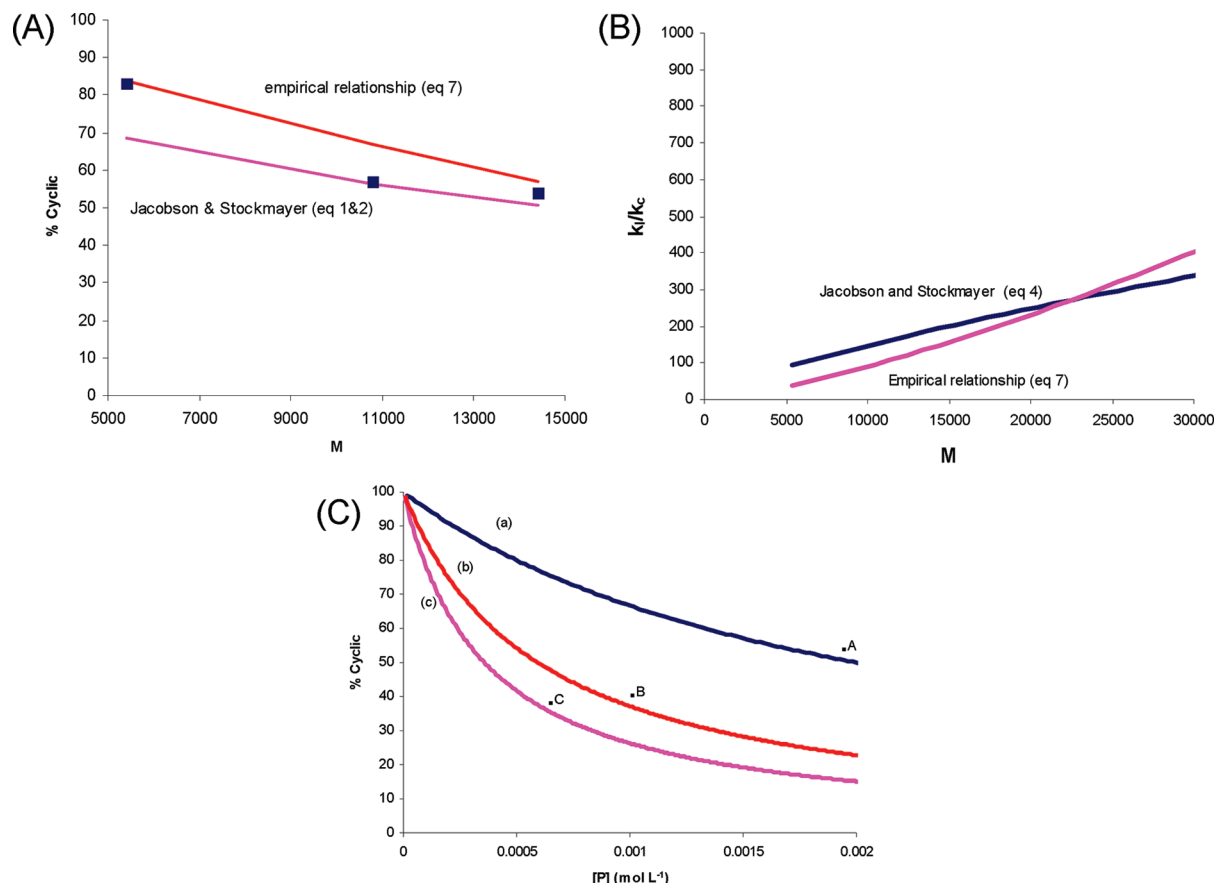 (A)
100
90
80
70
60
50
40
30
20
10
0
% Cyclic
empirical relationship (eq 7)
Jacobson & Stockmayer (eq 1&2)
5000 7000 9000 11000 13000 15000
M
(B)
1000
900
800
700
600
500
400
300
200
100
0
kl/kc
Jacobson and Stockmayer (eq 4)
Empirical relationship (eq 7)
0 5000 10000 15000 20000 25000 30000
M
(C)
100
90
80
70
60
50
40
30
20
10
0
% Cyclic
(a)
(b)
(c)
A
B
C
0 0.0005 0.001 0.0015 0.002
[P] (mol L-1)